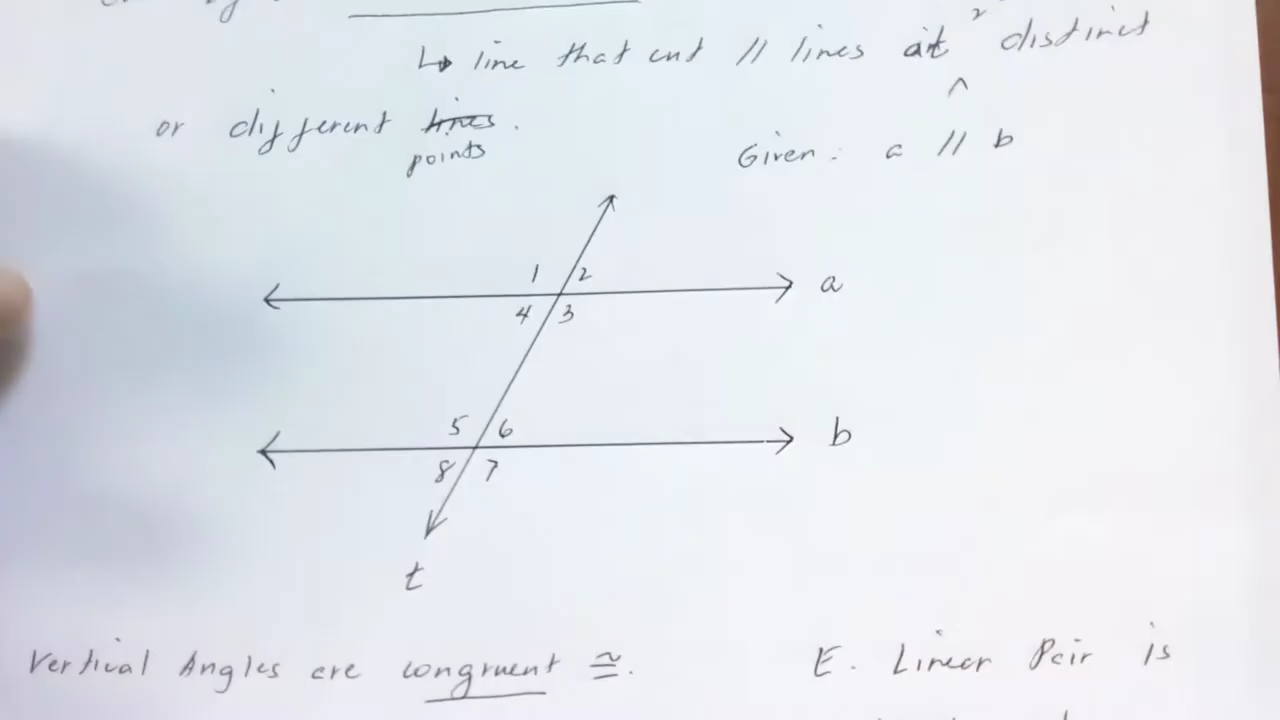 ↳ line that cut // lines at 2 distinct
or different lines.
points
Given: a // b
1 2
a
4 3
5 6
b
8 7
t
Vertical Angles are congruent ≅.
E. Linear Pair is